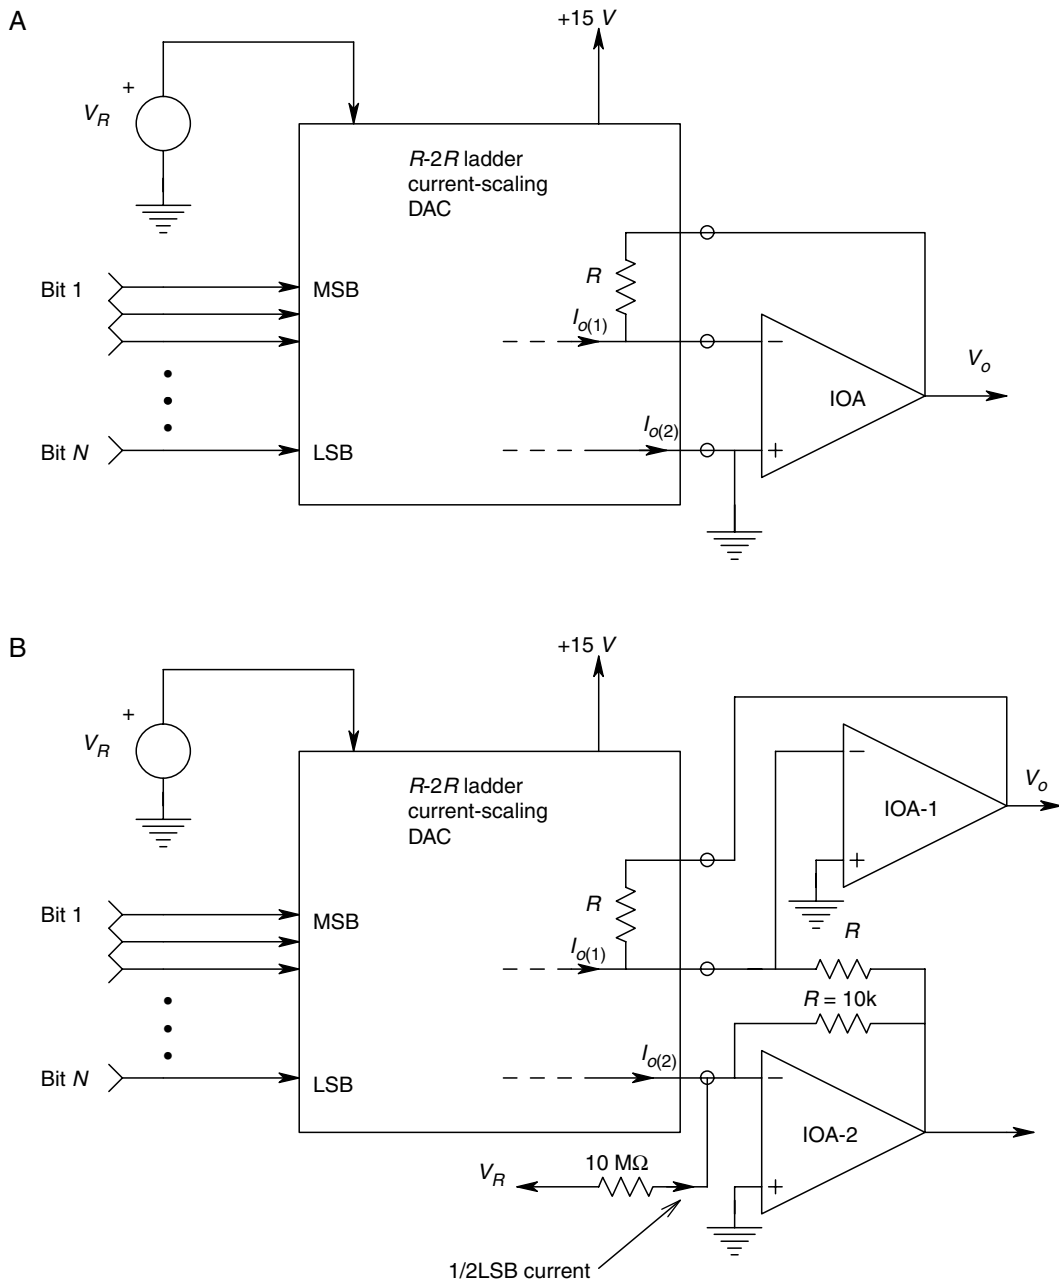 A
+15 V
+
V_R
R-2R ladder
current-scaling
DAC
R
Bit 1
MSB
I_o(1)
−
V_o
IOA
I_o(2)
Bit N
LSB
+
B
+15 V
+
V_R
R-2R ladder
current-scaling
DAC
−
V_o
IOA-1
+
R
R
Bit 1
MSB
I_o(1)
R = 10k
I_o(2)
Bit N
LSB
−
IOA-2
V_R
10 MΩ
+
1/2LSB current